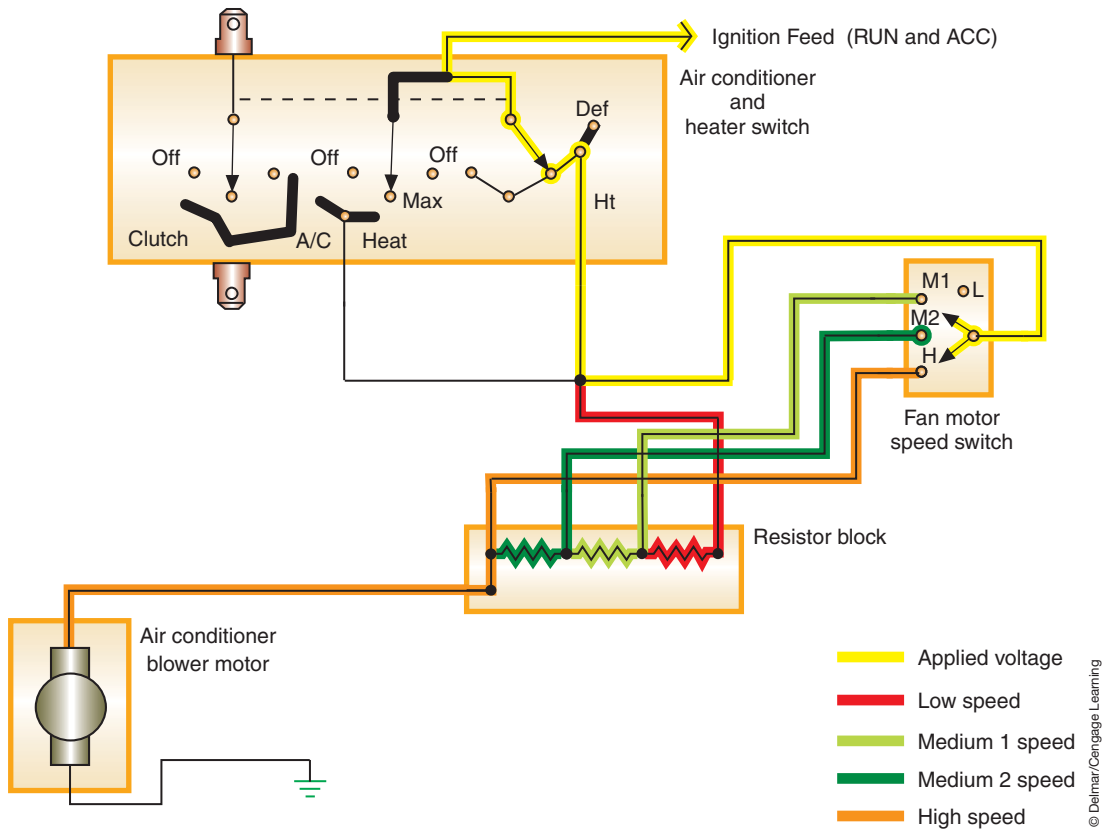 Ignition Feed (RUN and ACC)
Air conditioner
and
heater switch
Def
Off
Off
Off
Max
Ht
Clutch
A/C
Heat
M1
L
M2
H
Fan motor
speed switch
Resistor block
Air conditioner
blower motor
Applied voltage
Low speed
Medium 1 speed
Medium 2 speed
High speed
© Delmar/Cengage Learning